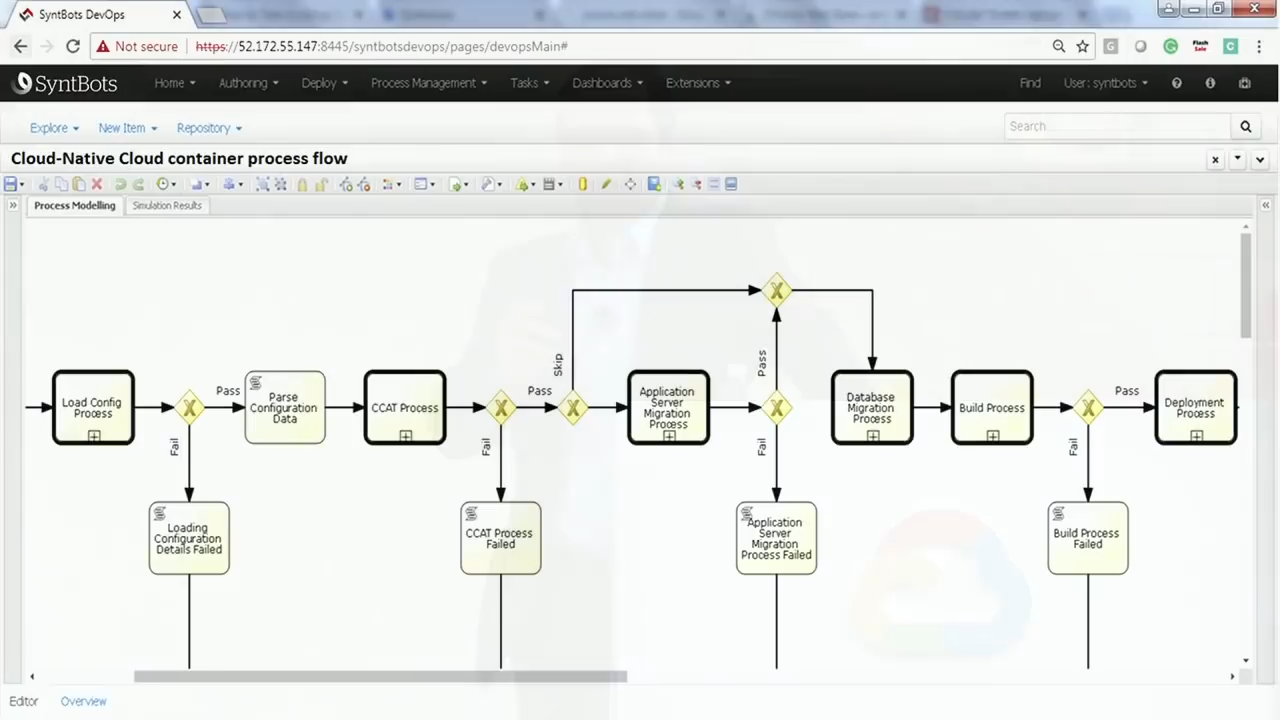 SyntBots DevOps
Not secure https://52.172.55.147:8445/syntbotsdevops/pages/devopsMain#
SyntBots Home Authoring Deploy Process Management Tasks Dashboards Extensions Find User: syntbots
Explore New Item Repository Search...
Cloud-Native Cloud container process flow
Process Modelling Simulation Results
Skip
Pass
Load Config
Process
Pass
Parse
Configuration
Data
CCAT Process
Pass
Application
Server
Migration
Process
Database
Migration
Process
Build Process
Pass
Deployment
Process
Fail
Fail
Fail
Fail
Loading
Configuration
Details Failed
CCAT Process
Failed
Application
Server
Migration
Process Failed
Build Process
Failed
Editor Overview